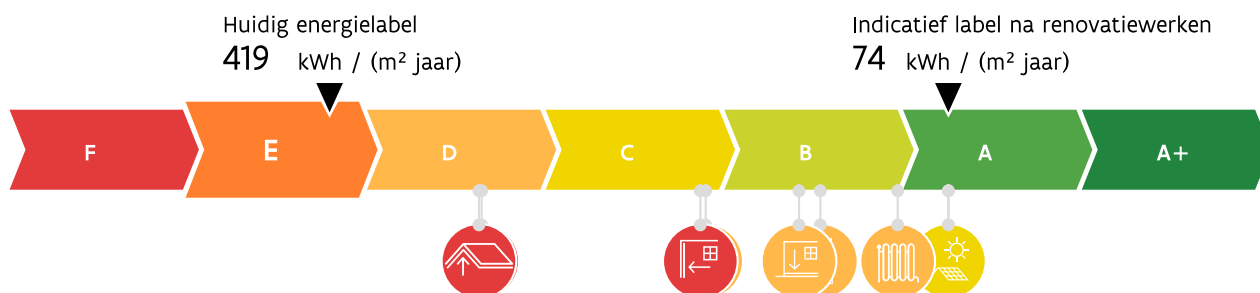 Huidig energielabel
419 kWh / (m² jaar)
Indicatief label na renovatiewerken
74 kWh / (m² jaar)
F E D C B A A+